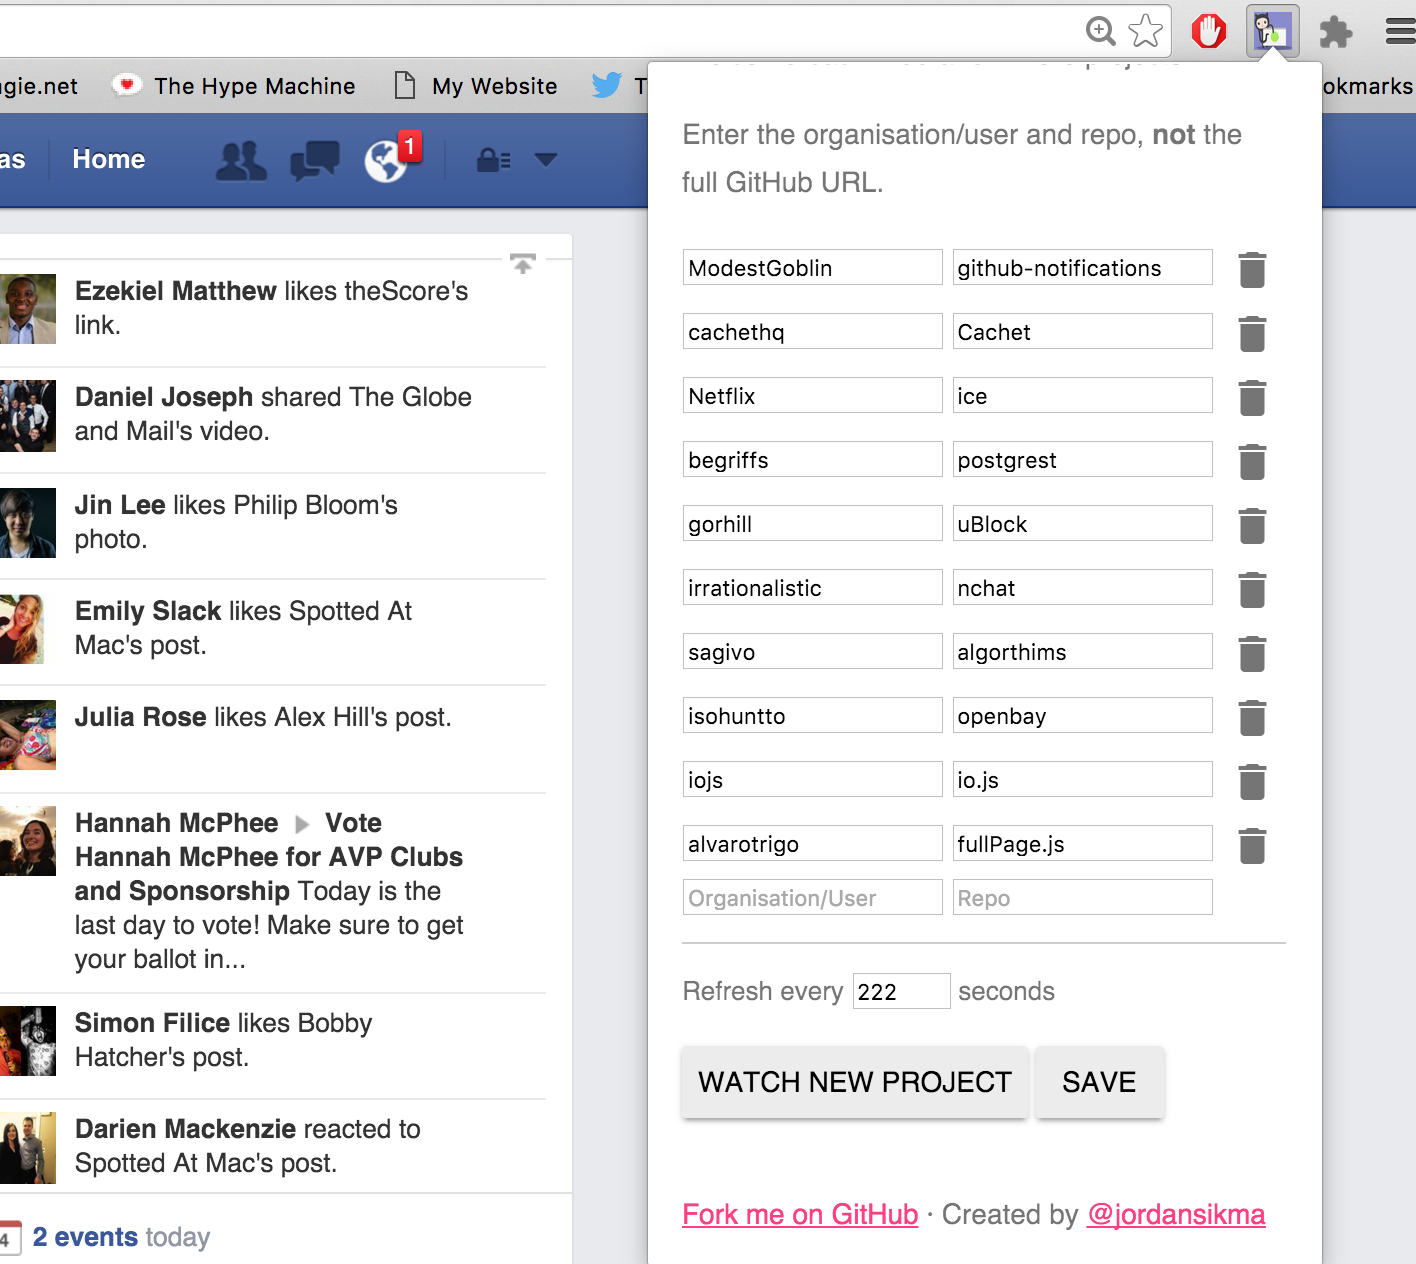 gie.net
The Hype Machine
My Website
T
okmarks
as
Home
1
Ezekiel Matthew likes theScore's
link.
Daniel Joseph shared The Globe
and Mail's video.
Jin Lee likes Philip Bloom's
photo.
Emily Slack likes Spotted At
Mac's post.
Julia Rose likes Alex Hill's post.
Hannah McPhee ▶ Vote
Hannah McPhee for AVP Clubs
and Sponsorship Today is the
last day to vote! Make sure to get
your ballot in...
Simon Filice likes Bobby
Hatcher's post.
Darien Mackenzie reacted to
Spotted At Mac's post.
4
2 events today
Enter the organisation/user and repo, not the
full GitHub URL.
ModestGoblin github-notifications
cachethq Cachet
Netflix ice
begriffs postgrest
gorhill uBlock
irrationalistic nchat
sagivo algorthims
isohuntto openbay
iojs io.js
alvarotrigo fullPage.js
Organisation/User Repo
Refresh every 222 seconds
WATCH NEW PROJECT SAVE
Fork me on GitHub · Created by @jordansikma